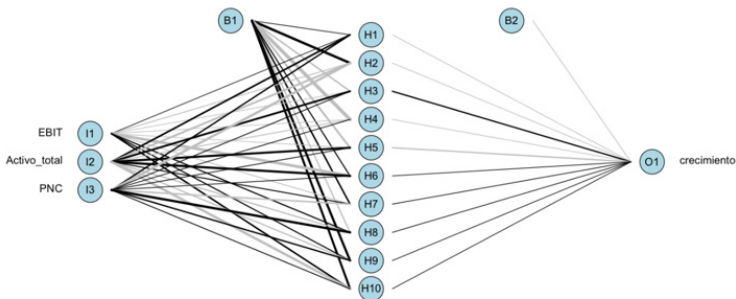 B1
B2
H1
H2
H3
EBIT
I1
H4
Activo_total
I2
H5
O1
crecimiento
PNC
I3
H6
H7
H8
H9
H10